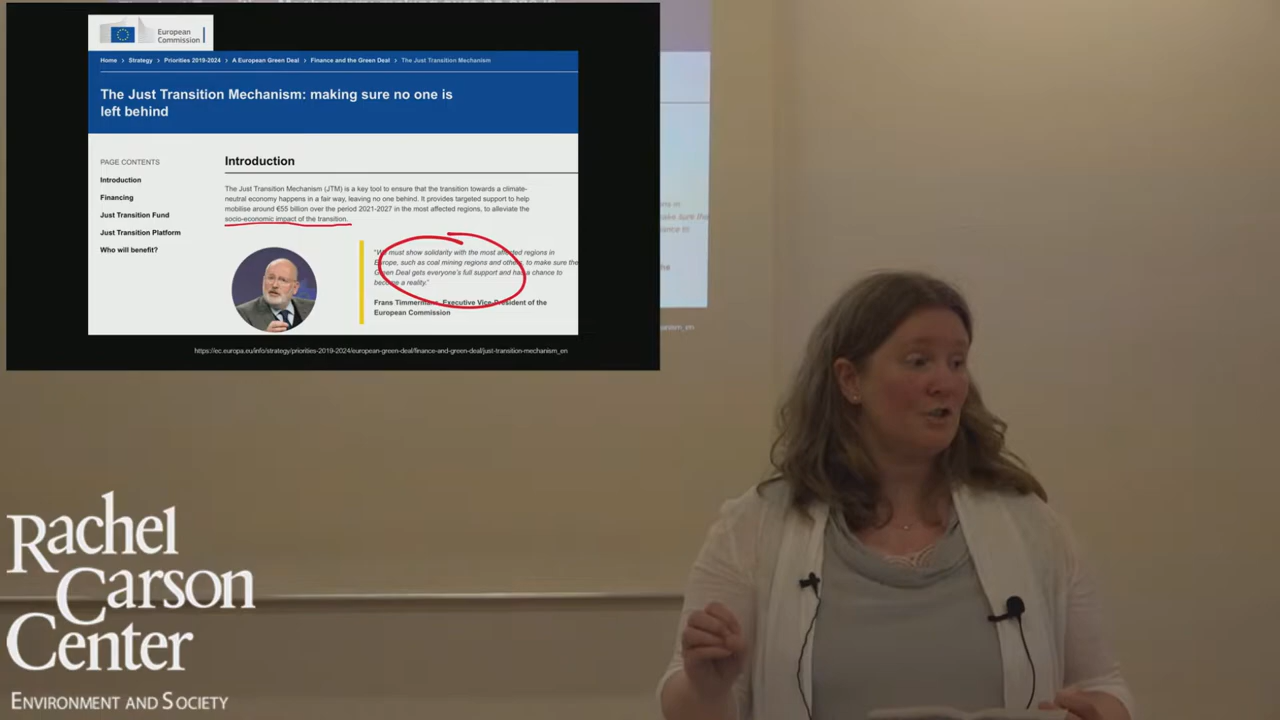 European
Commission
Home > Strategy > Priorities 2019-2024 > A European Green Deal > Finance and the Green Deal > The Just Transition Mechanism
The Just Transition Mechanism: making sure no one is
left behind
PAGE CONTENTS
Introduction
Financing
Just Transition Fund
Just Transition Platform
Who will benefit?
Introduction
The Just Transition Mechanism (JTM) is a key tool to ensure that the transition towards a climate-
neutral economy happens in a fair way, leaving no one behind. It provides targeted support to help
mobilise around €55 billion over the period 2021-2027 in the most affected regions, to alleviate the
socio-economic impact of the transition.
"We must show solidarity with the most affected regions in
Europe, such as coal mining regions and others, to make sure the
Green Deal gets everyone's full support and has a chance to
become a reality."
Frans Timmermans, Executive Vice-President of the
European Commission
https://ec.europa.eu/info/strategy/priorities-2019-2024/european-green-deal/finance-and-green-deal/just-transition-mechanism_en
Rachel
Carson
Center
ENVIRONMENT AND SOCIETY